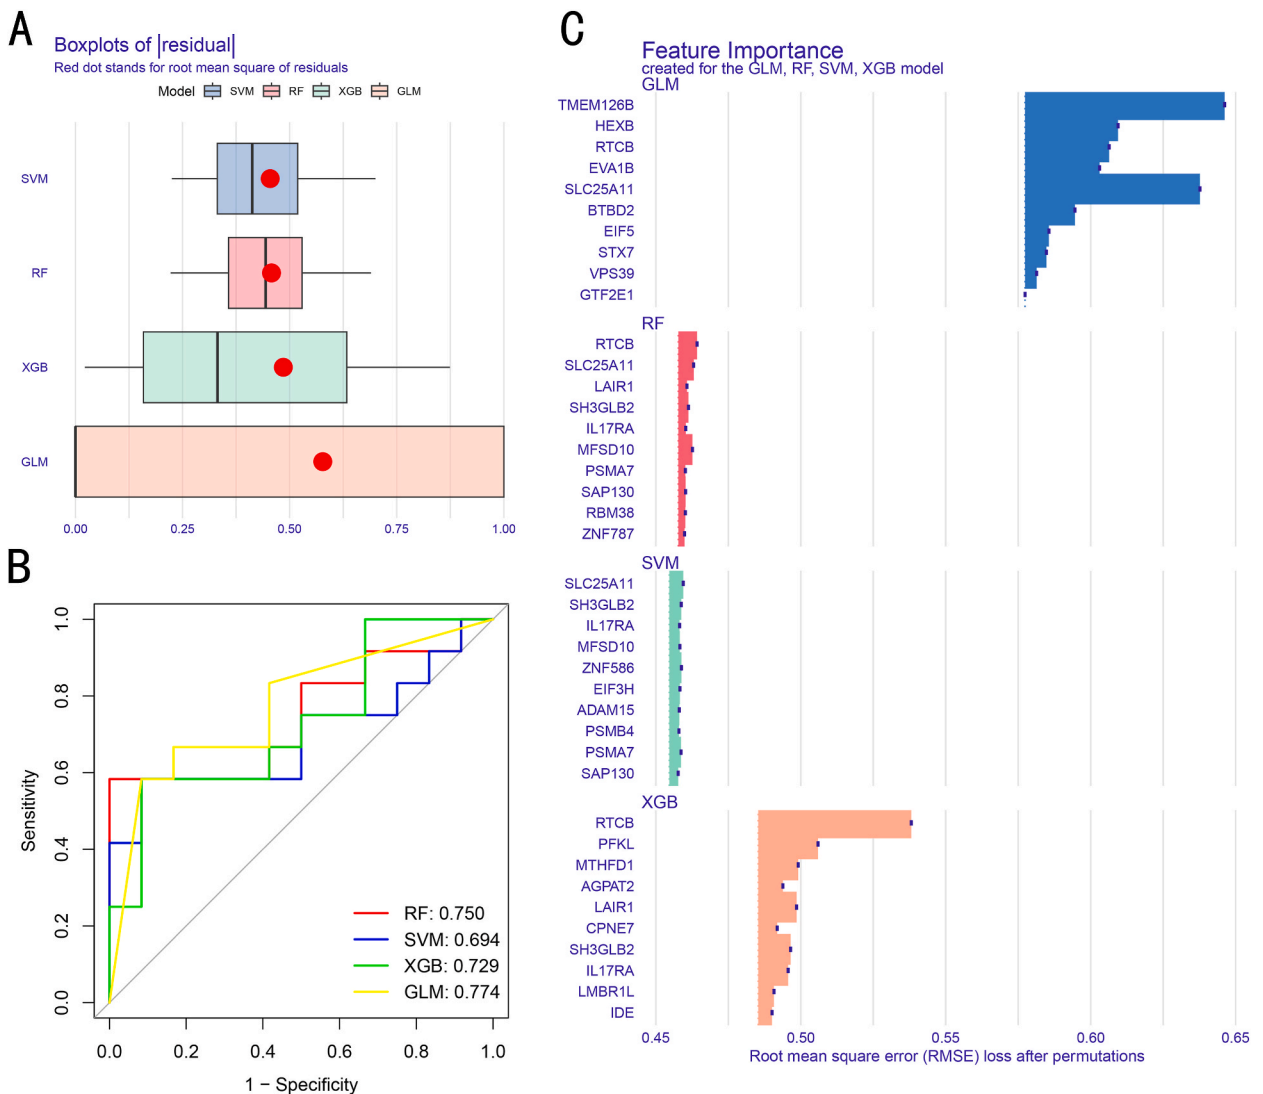 A
Boxplots of |residual|
Red dot stands for root mean square of residuals
Model SVM RF XGB GLM
SVM
RF
XGB
GLM
0.00 0.25 0.50 0.75 1.00
B
Sensitivity
1.0
0.8
0.6
0.4
0.2
0.0
RF: 0.750
SVM: 0.694
XGB: 0.729
GLM: 0.774
0.0 0.2 0.4 0.6 0.8 1.0
1 − Specificity
C
Feature Importance
created for the GLM, RF, SVM, XGB model
GLM
TMEM126B
HEXB
RTCB
EVA1B
SLC25A11
BTBD2
EIF5
STX7
VPS39
GTF2E1
RF
RTCB
SLC25A11
LAIR1
SH3GLB2
IL17RA
MFSD10
PSMA7
SAP130
RBM38
ZNF787
SVM
SLC25A11
SH3GLB2
IL17RA
MFSD10
ZNF586
EIF3H
ADAM15
PSMB4
PSMA7
SAP130
XGB
RTCB
PFKL
MTHFD1
AGPAT2
LAIR1
CPNE7
SH3GLB2
IL17RA
LMBR1L
IDE
0.45 0.50 0.55 0.60 0.65
Root mean square error (RMSE) loss after permutations